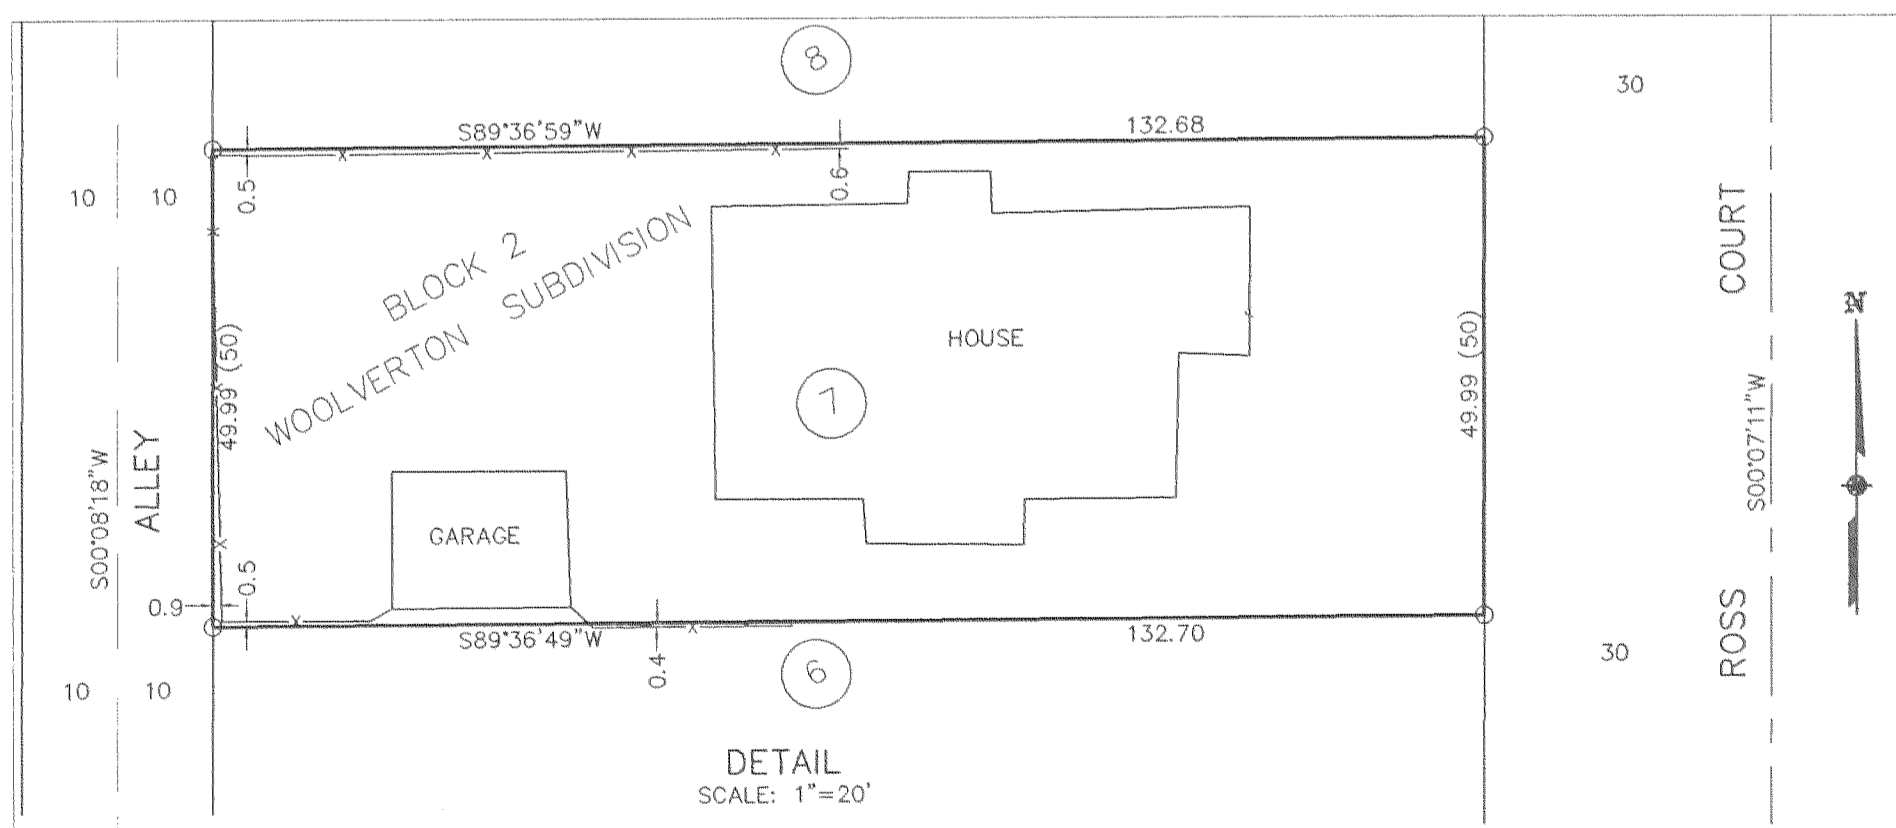 8
30
S89°36'59"W
132.68
10
10
0.5
0.6
BLOCK 2
WOOLVERTON SUBDIVISION
COURT
N
HOUSE
7
49.99 (50)
49.99 (50)
S00°07'11"W
S00°08'18"W
ALLEY
GARAGE
0.5
0.9
S89°36'49"W
132.70
0.4
6
ROSS
30
10
10
DETAIL
SCALE: 1"=20'